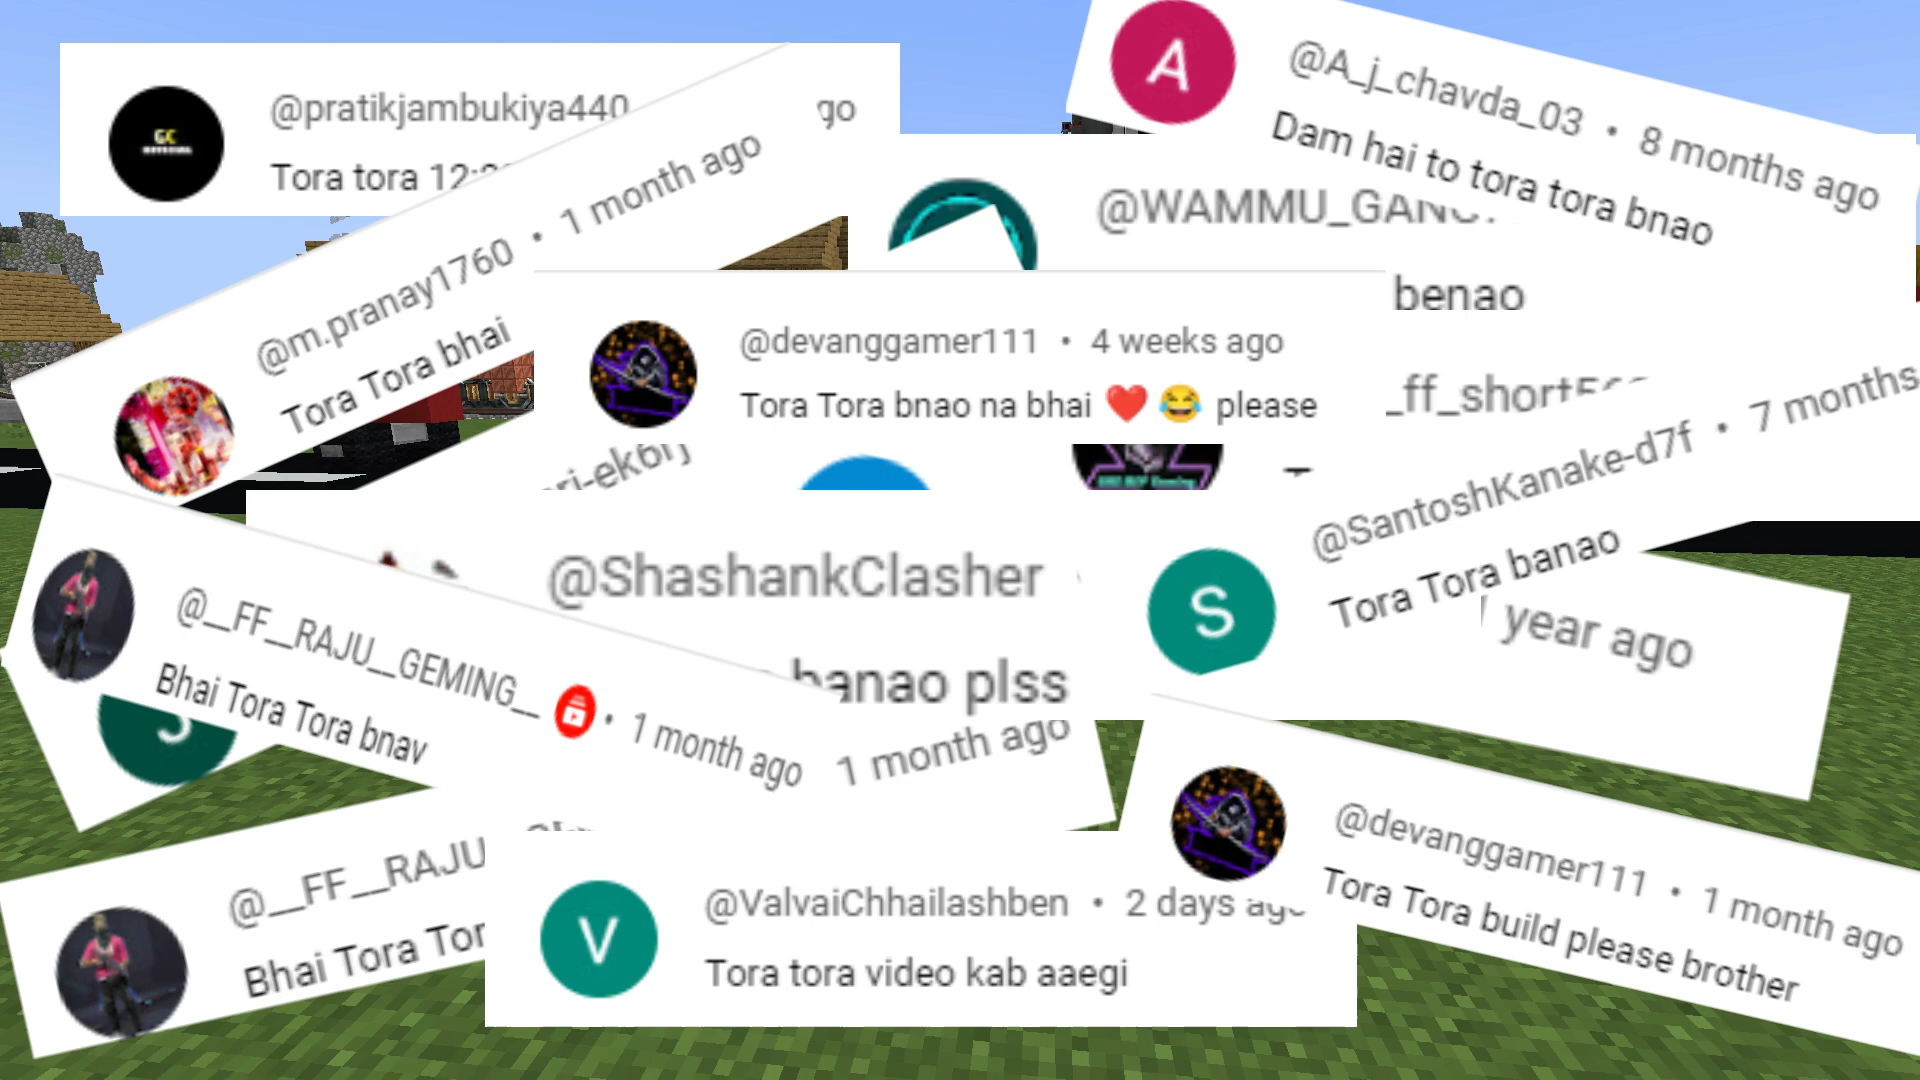 @pratikjambukiya440
go
Tora tora
@A_j_chavda_03 • 8 months ago
Dam hai to tora tora bnao
@m.pranay1760 • 1 month ago
Tora Tora bhai
@WAMMU_
benao
@devanggamer111 • 4 weeks ago
Tora Tora bnao na bhai ❤️😂 please
_ff_short
@SantoshKanake-d7f • 7 months
Tora Tora banao
@ShashankClasher
banao plss
year ago
@__FF__RAJU__GEMING__ • 1 month ago
Bhai Tora Tora bnav
1 month ago
@devanggamer111 • 1 month ago
Tora Tora build please brother
@__FF__RAJU
Bhai Tora Tor
@ValvaiChhailashben • 2 days ago
Tora tora video kab aaegi